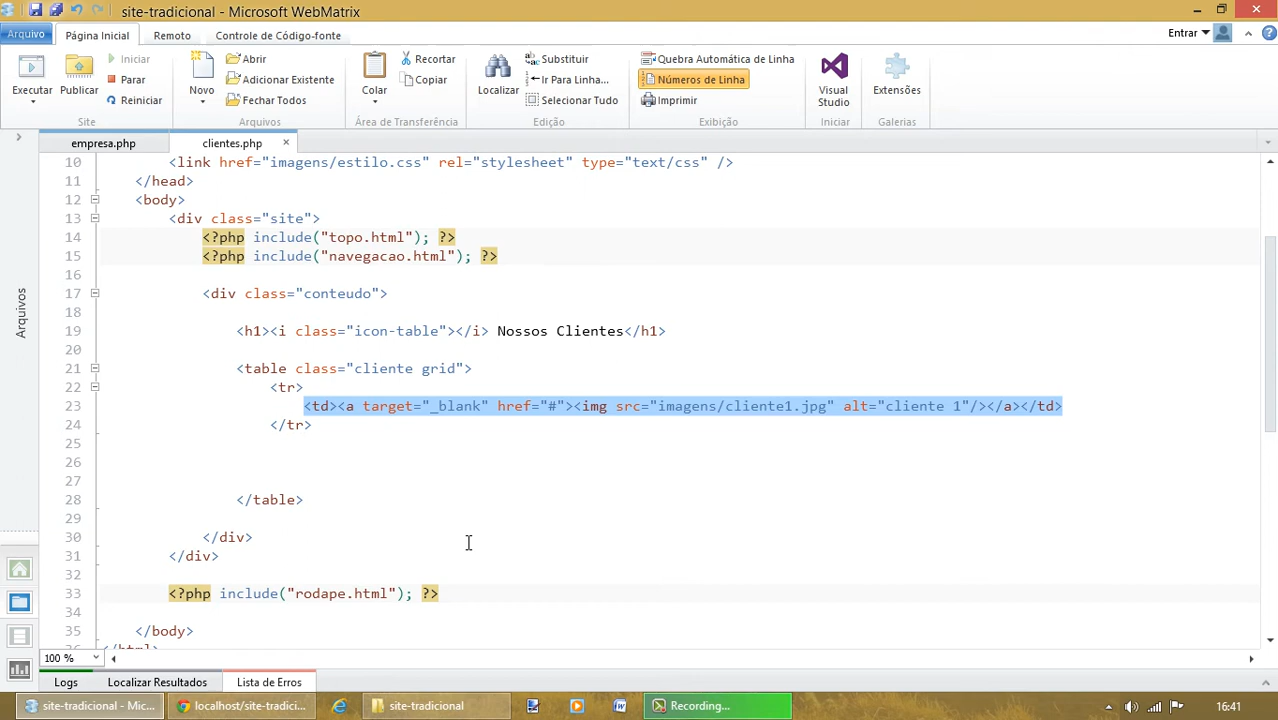 site-tradicional - Microsoft WebMatrix
Arquivo Página Inicial Remoto Controle de Código-fonte Entrar
Executar Publicar Iniciar Parar Reiniciar
Site
Novo Abrir Adicionar Existente Fechar Todos
Arquivos
Colar Recortar Copiar
Área de Transferência
Localizar Substituir Ir Para Linha... Selecionar Tudo
Edição
Quebra Automática de Linha Números de Linha Imprimir
Exibição
Visual Studio
Iniciar
Extensões
Galerias
empresa.php clientes.php
Arquivos
10 <link href="imagens/estilo.css" rel="stylesheet" type="text/css" />
11 </head>
12 <body>
13 <div class="site">
14 <?php include("topo.html"); ?>
15 <?php include("navegacao.html"); ?>
16
17 <div class="conteudo">
18
19 <h1><i class="icon-table"></i> Nossos Clientes</h1>
20
21 <table class="cliente grid">
22 <tr>
23 <td><a target="_blank" href="#"><img src="imagens/cliente1.jpg" alt="cliente 1"/></a></td>
24 </tr>
25
26
27
28 </table>
29
30 </div>
31 </div>
32
33 <?php include("rodape.html"); ?>
34
35 </body>
36 </html>
100 %
Logs Localizar Resultados Lista de Erros
site-tradicional - Mic... localhost/site-tradici... site-tradicional Recording... 16:41